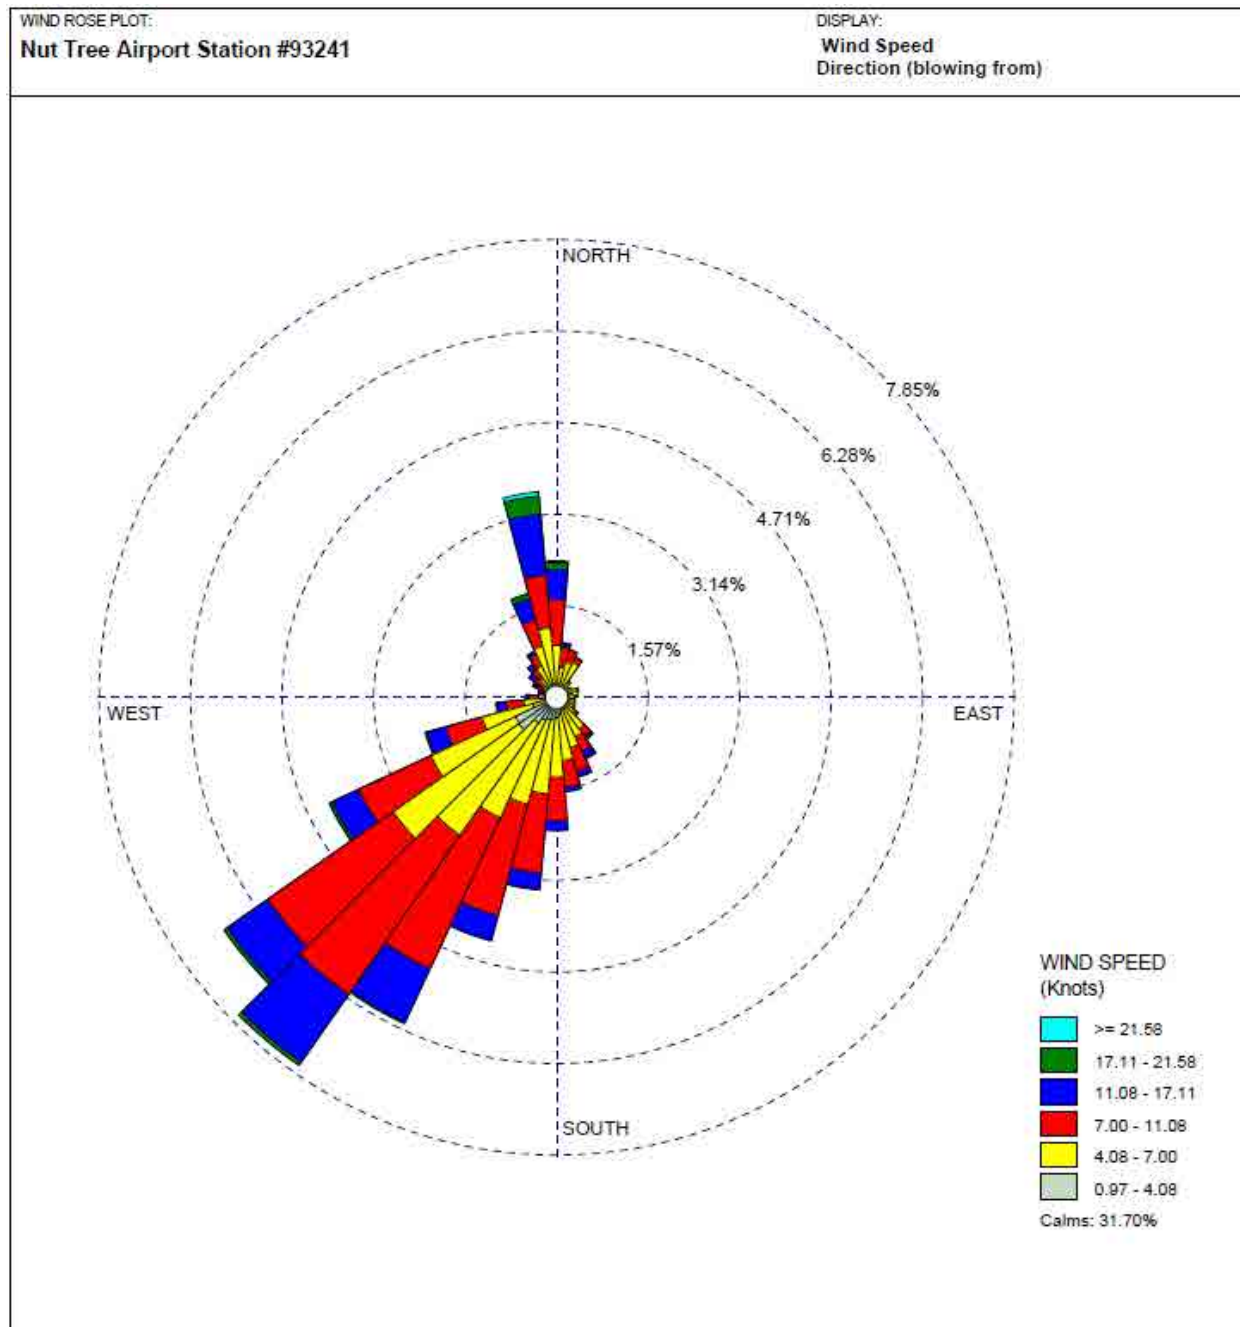 WIND ROSE PLOT:
Nut Tree Airport Station #93241
DISPLAY:
Wind Speed
Direction (blowing from)
NORTH
7.85%
6.28%
4.71%
3.14%
1.57%
WEST
EAST
SOUTH
WIND SPEED
(Knots)
>= 21.58
17.11 - 21.58
11.08 - 17.11
7.00 - 11.08
4.08 - 7.00
0.97 - 4.08
Calms: 31.70%